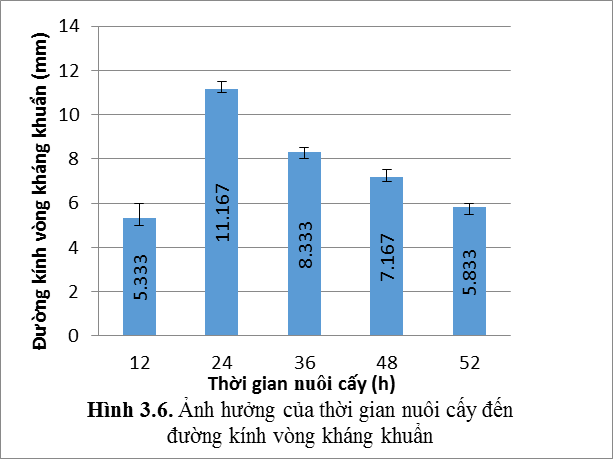 14
12
10
8
6
4
2
0
Đường kính vòng kháng khuẩn (mm)
5.333
11.167
8.333
7.167
5.833
12 24 36 48 52
Thời gian nuôi cấy (h)
Hình 3.6. Ảnh hưởng của thời gian nuôi cấy đến
đường kính vòng kháng khuẩn